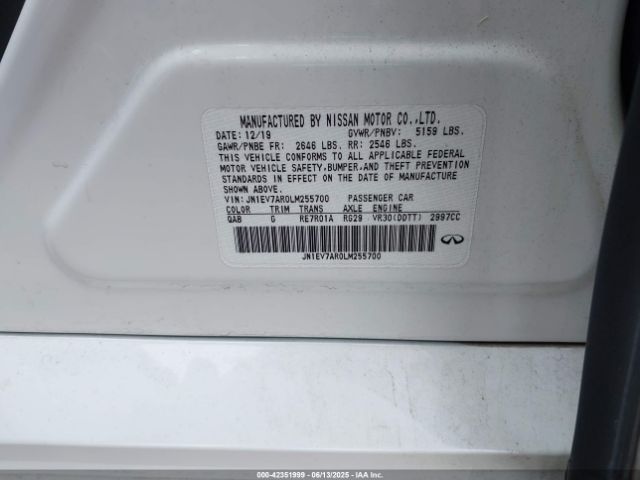 MANUFACTURED BY NISSAN MOTOR CO.,LTD.
DATE: 12/19 GVWR/PNBV: 5159 LBS.
GAWR/PNBE FR: 2646 LBS. RR: 2546 LBS.
THIS VEHICLE CONFORMS TO ALL APPLICABLE FEDERAL
MOTOR VEHICLE SAFETY,BUMPER,AND THEFT PREVENTION
STANDARDS IN EFFECT ON THE DATE OF MANUFACTURE
SHOWN ABOVE.
VIN: JN1EV7AR0LM255700 PASSENGER CAR
COLOR TRIM TRANS AXLE ENGINE
QAB G RE7R01A RG29 VR30(DDTT) 2997CC
JN1EV7AR0LM255700
000-42351999 06/13/2025 IAA, Inc.